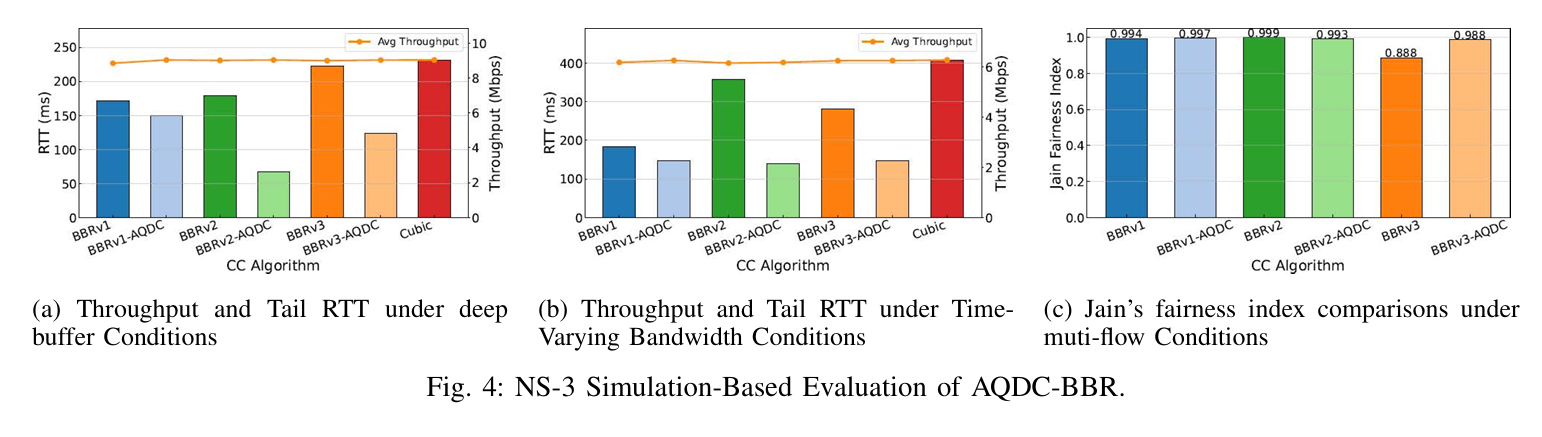 250
200
150
100
50
0
RTT (ms)
Avg Throughput
10
8
6
4
2
0
Throughput (Mbps)
BBRv1
BBRv1-AQDC
BBRv2
BBRv2-AQDC
BBRv3
BBRv3-AQDC
Cubic
CC Algorithm
400
300
200
100
0
RTT (ms)
Avg Throughput
6
4
2
0
Throughput (Mbps)
BBRv1
BBRv1-AQDC
BBRv2
BBRv2-AQDC
BBRv3
BBRv3-AQDC
Cubic
CC Algorithm
1.0
0.8
0.6
0.4
0.2
0.0
Jain Fairness Index
0.994
0.997
0.999
0.993
0.888
0.988
BBRv1
BBRv1-AQDC
BBRv2
BBRv2-AQDC
BBRv3
BBRv3-AQDC
CC Algorithm
(a) Throughput and Tail RTT under deep
buffer Conditions
(b) Throughput and Tail RTT under Time-
Varying Bandwidth Conditions
(c) Jain's fairness index comparisons under
muti-flow Conditions
Fig. 4: NS-3 Simulation-Based Evaluation of AQDC-BBR.